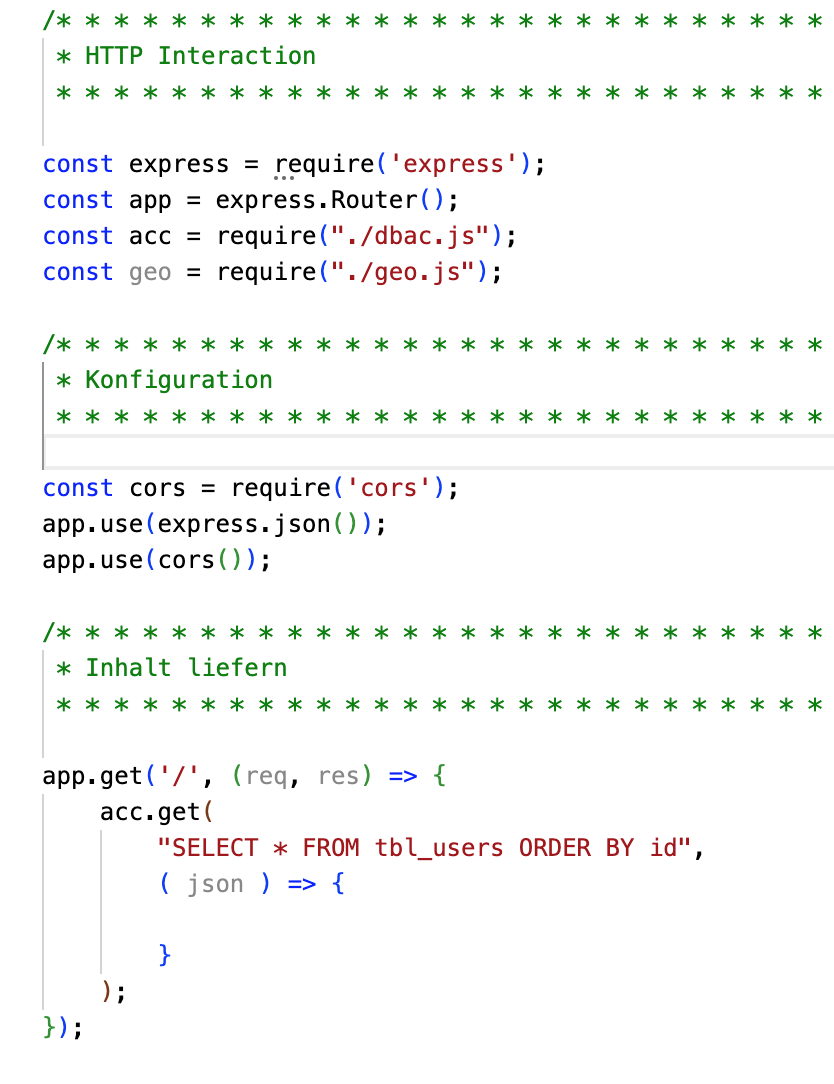 /* * * * * * * * * * * * * * * * * * * * * * * * * * *
* HTTP Interaction
* * * * * * * * * * * * * * * * * * * * * * * * * * *
const express = require('express');
const app = express.Router();
const acc = require("./dbac.js");
const geo = require("./geo.js");
/* * * * * * * * * * * * * * * * * * * * * * * * * * *
* Konfiguration
* * * * * * * * * * * * * * * * * * * * * * * * * * *
const cors = require('cors');
app.use(express.json());
app.use(cors());
/* * * * * * * * * * * * * * * * * * * * * * * * * * *
* Inhalt liefern
* * * * * * * * * * * * * * * * * * * * * * * * * * *
app.get('/', (req, res) => {
    acc.get(
        "SELECT * FROM tbl_users ORDER BY id",
        ( json ) => {
        }
    );
});